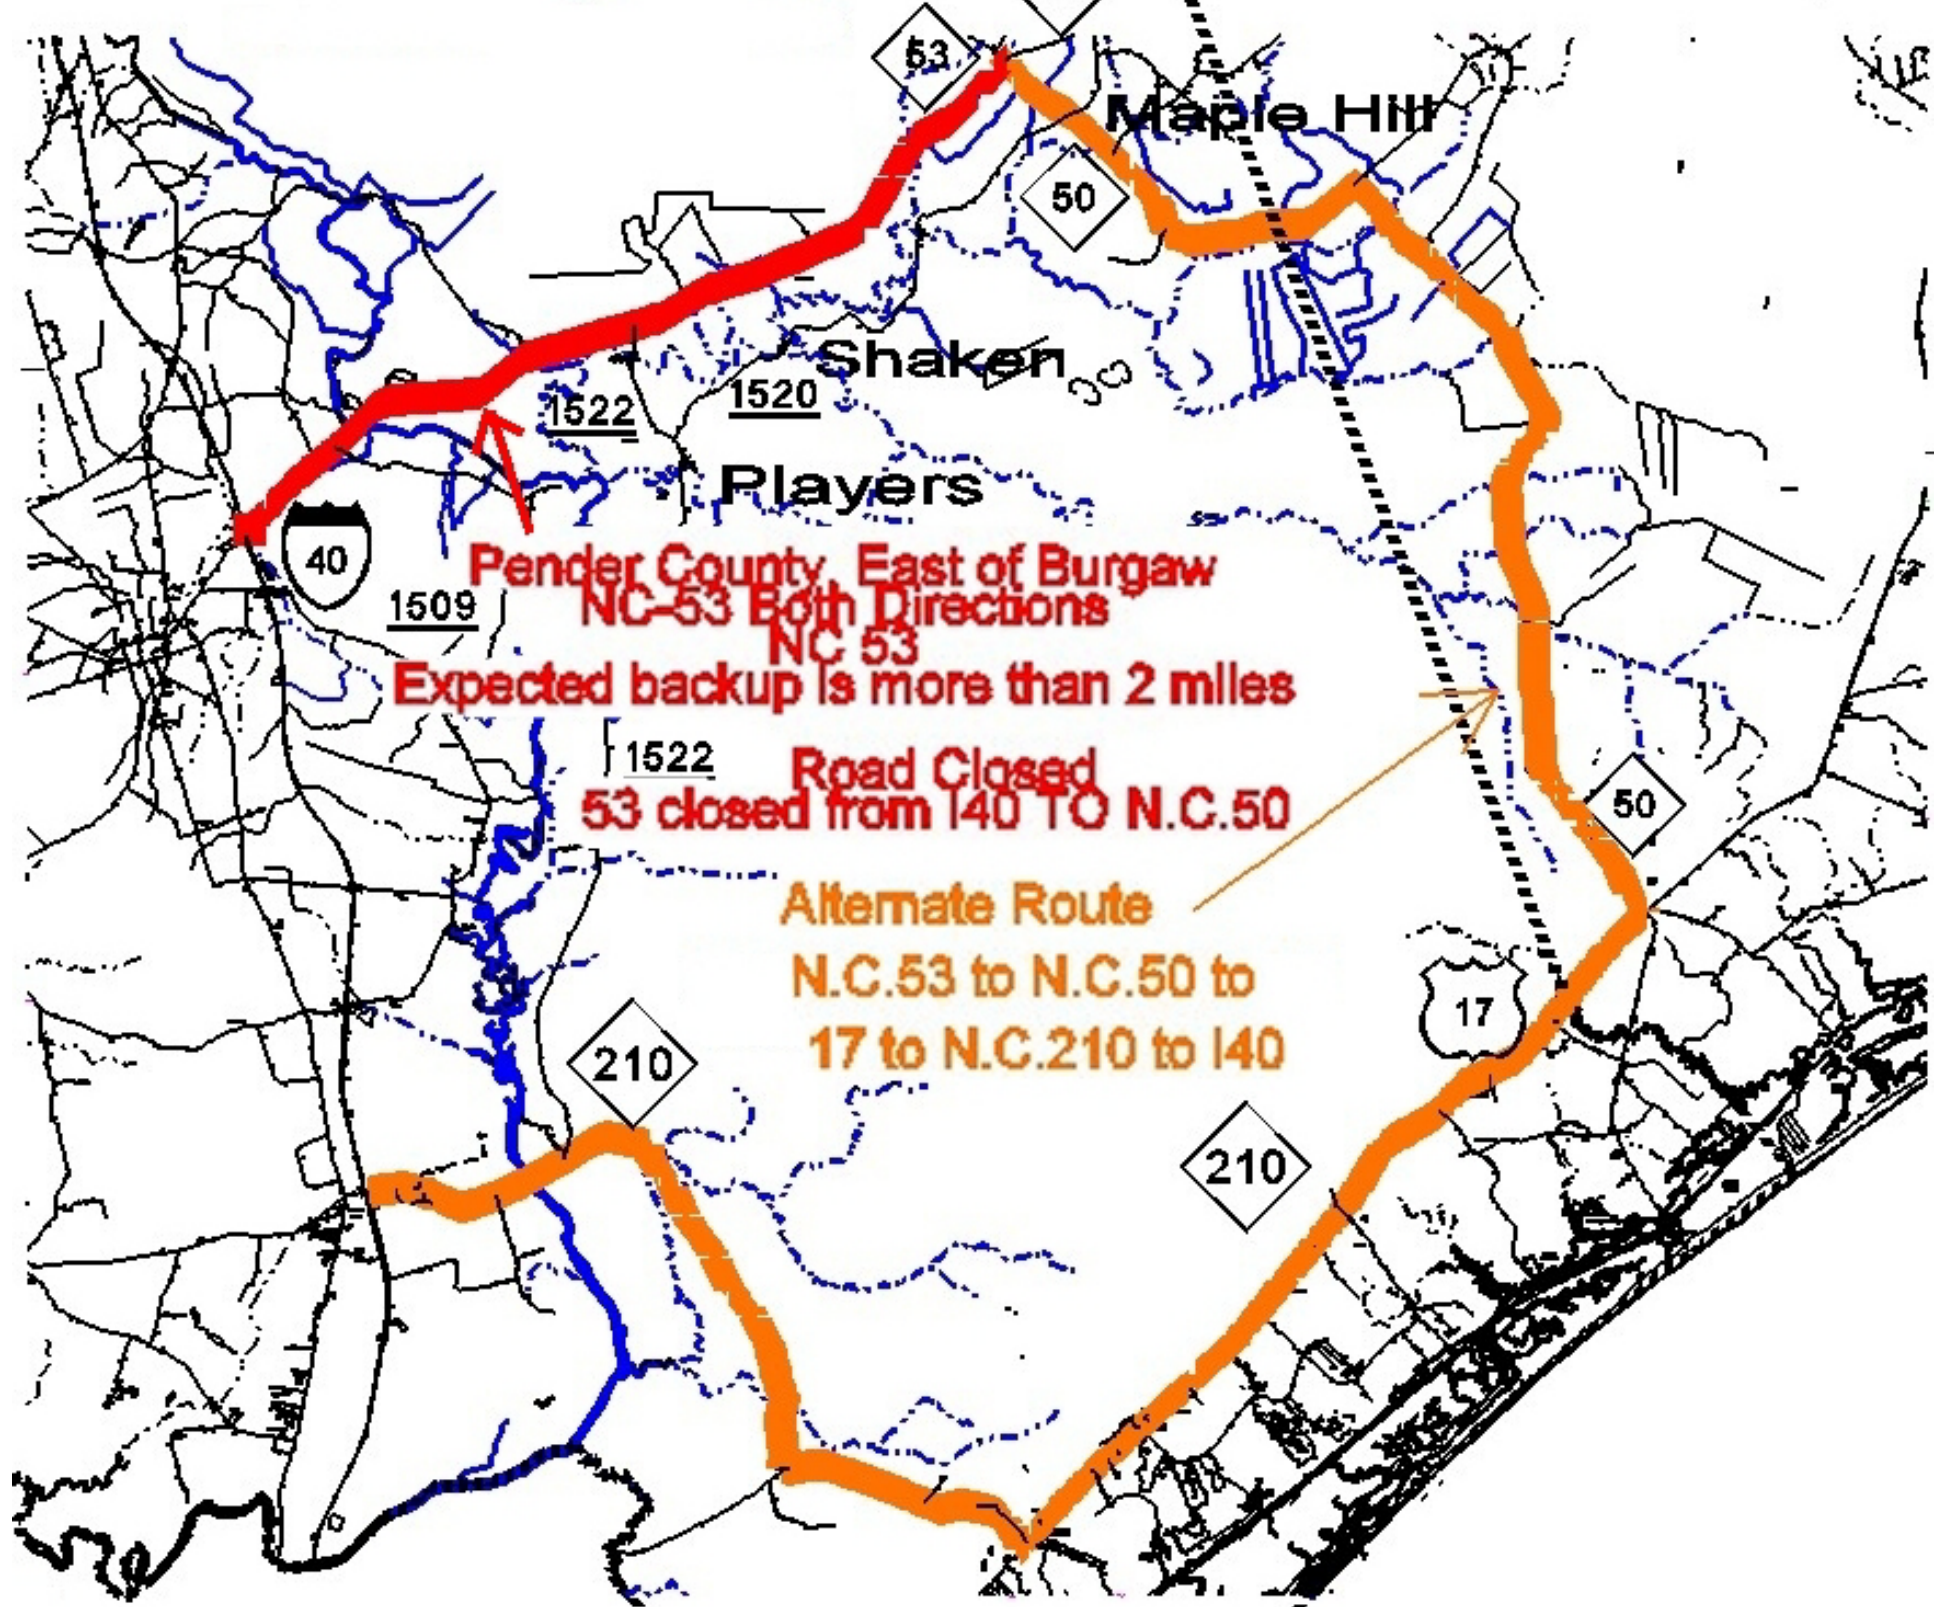 53
Maple Hill
50
Shaken
1520
1522
Players
40
Pender County, East of Burgaw
1509
NC-53 Both Directions
NC 53
Expected backup is more than 2 miles
1522
Road Closed
53 closed from I40 TO N.C.50
50
Alternate Route
N.C.53 to N.C.50 to
17
17 to N.C.210 to I40
210
210